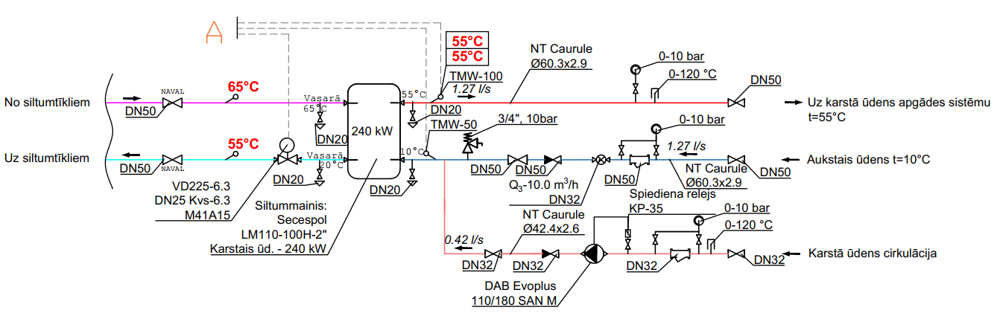 55°C
55°C
NT Caurule
Ø60.3x2.9
0-10 bar
0-120 °C
DN50
TMW-100
1.27 l/s
65°C
NAVAL
No siltumtīkliem
DN50
Vasarā
65°C
55°C
DN20
DN20
Uz karstā ūdens apgādes sistēmu
t=55°C
3/4", 10bar
0-10 bar
TMW-50
240 kW
55°C
1.27 l/s
Uz siltumtīkliem
DN50
NAVAL
Vasarā
20°C
10°C
DN20
DN20
DN50
DN50
DN50
DN50
Aukstais ūdens t=10°C
NT Caurule
Ø60.3x2.9
Q3-10.0 m³/h
DN32
VD225-6.3
DN25 Kvs-6.3
M41A15
Siltummainis:
Secespol
LM110-100H-2"
Karstais ūd. - 240 kW
Spiediena relejs
KP-35
0-10 bar
0-120 °C
NT Caurule
Ø42.4x2.6
0.42 l/s
DN32
DN32
DN32
DN32
Karstā ūdens cirkulācija
DAB Evoplus
110/180 SAN M